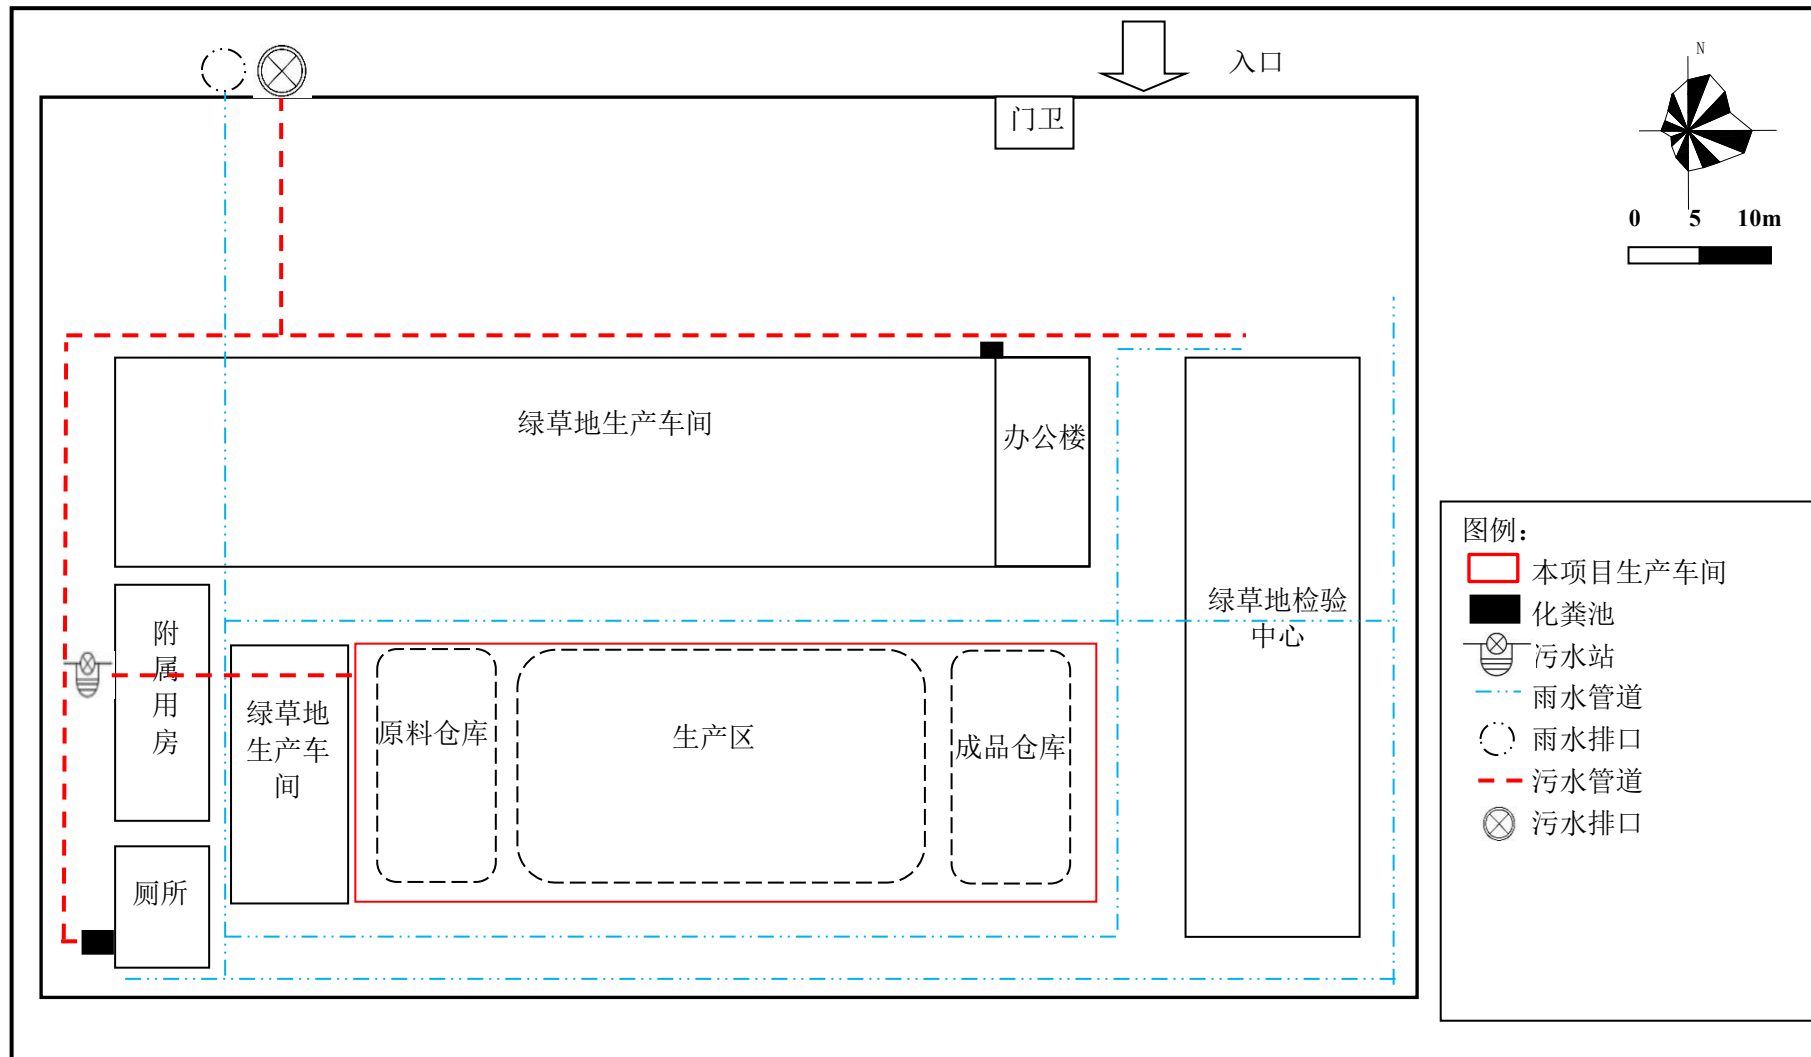 入口
N
门卫
0 5 10m
绿草地生产车间
办公楼
图例：
本项目生产车间
化粪池
污水站
雨水管道
雨水排口
污水管道
污水排口
绿草地检验
中心
附
属
用
房
绿草地
生产车
间
原料仓库
生产区
成品仓库
厕所